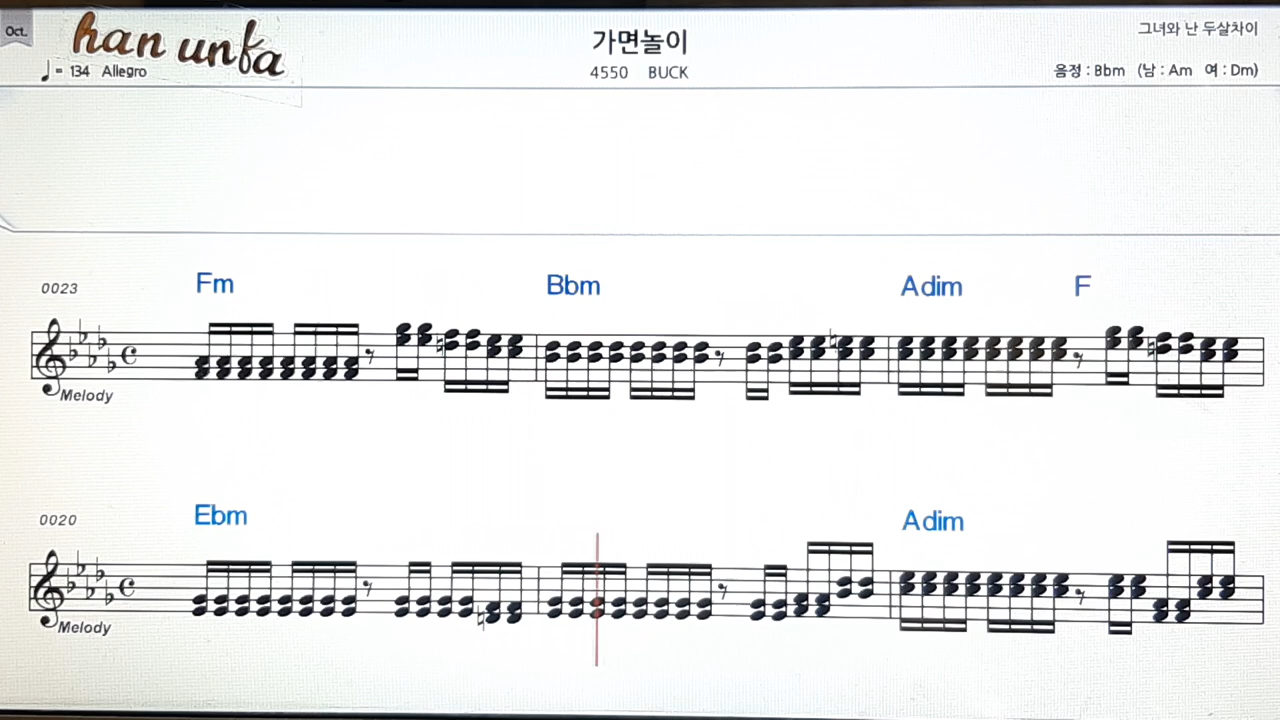 Oct.
han unfa
♩ = 134 Allegro
가면놀이
4550 BUCK
그녀와 난 두살차이
음정 : Bbm (남 : Am 여 : Dm)
0023
Fm Bbm Adim F
Melody
0020
Ebm Adim
Melody